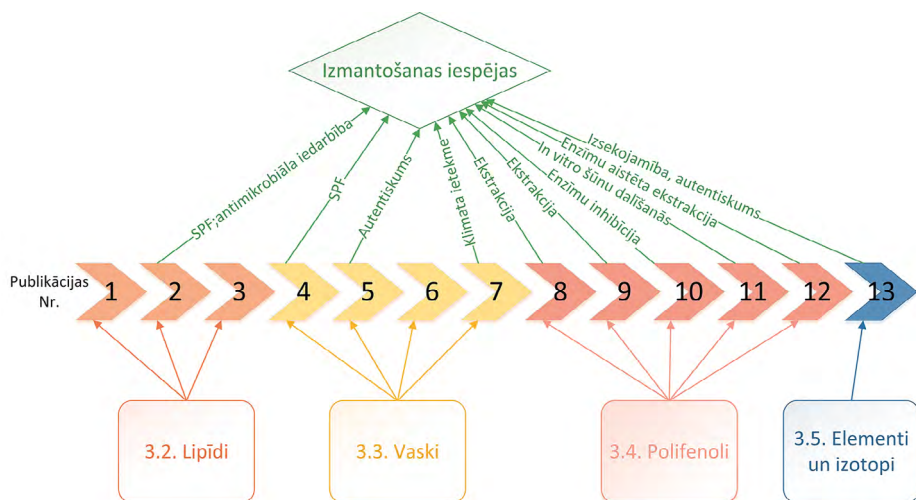 Izmantošanas iespējas
SPF;antimikrobiāla iedarbība
SPF
Autentiskums
Klimata ietekme
Ekstrakcija
Ekstrakcija
Enzīmu inhibīcija
In vitro šūnu dalīšanās
Enzīmu aistēta ekstrakcija
Izsekojamība, autentiskums
Publikācijas
Nr.
1 2 3 4 5 6 7 8 9 10 11 12 13
3.2. Lipīdi
3.3. Vaski
3.4. Polifenoli
3.5. Elementi
un izotopi